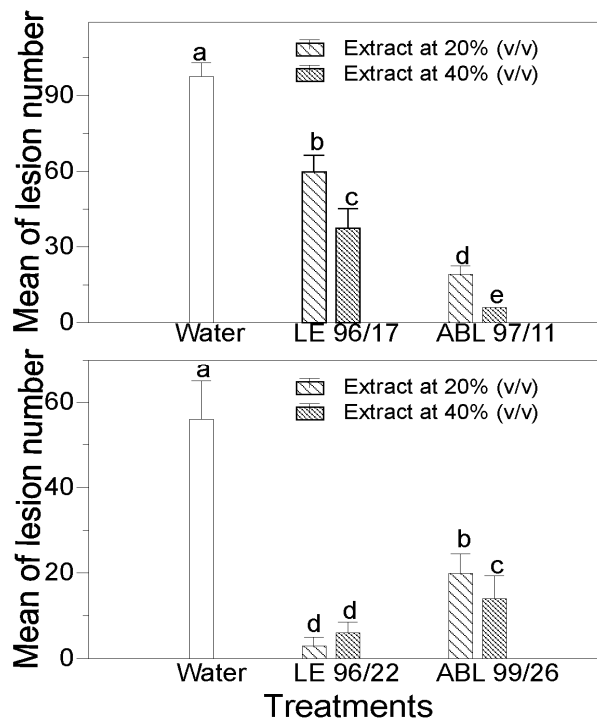 Mean of lesion number
90
60
30
0
a
b
c
d
e
Extract at 20% (v/v)
Extract at 40% (v/v)
Water LE 96/17 ABL 97/11
Mean of lesion number
60
40
20
0
a
d
d
b
c
Extract at 20% (v/v)
Extract at 40% (v/v)
Water LE 96/22 ABL 99/26
Treatments